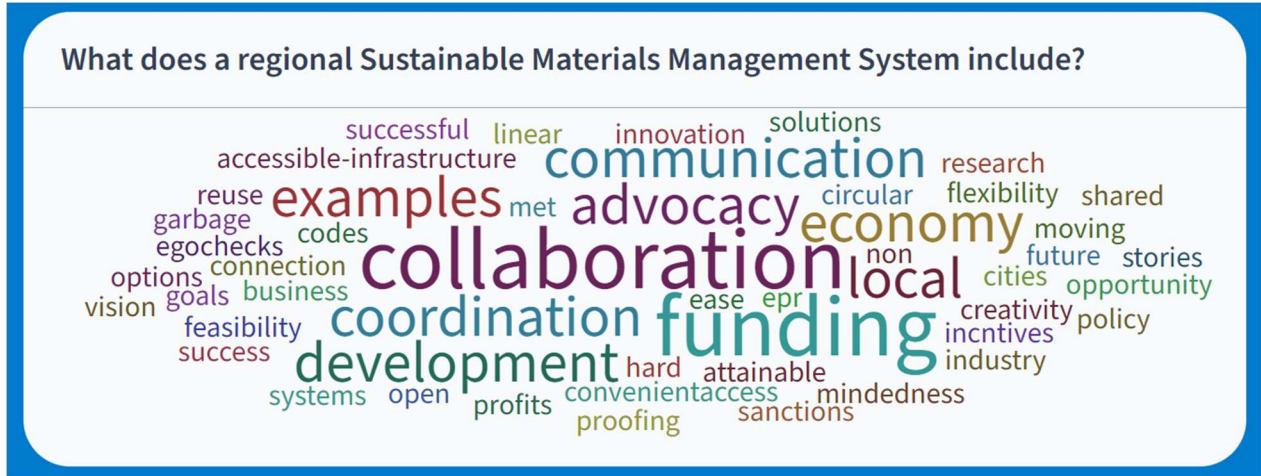 What does a regional Sustainable Materials Management System include?
successful linear innovation solutions
accessible-infrastructure communication research
reuse examples met advocacy circular flexibility shared
garbage codes economy moving
egochecks collaboration non future stories
options connection local cities opportunity
vision goals business ease epr creativity policy
feasibility coordination funding incntives
success development hard attainable industry
systems open profits convenientaccess mindedness
proofing sanctions